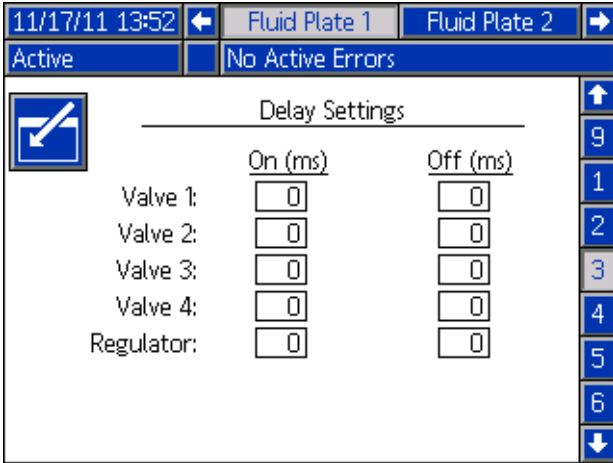 11/17/11 13:52 Fluid Plate 1 Fluid Plate 2
Active No Active Errors
Delay Settings
On (ms) Off (ms)
Valve 1: 0 0
Valve 2: 0 0
Valve 3: 0 0
Valve 4: 0 0
Regulator: 0 0
9
1
2
3
4
5
6